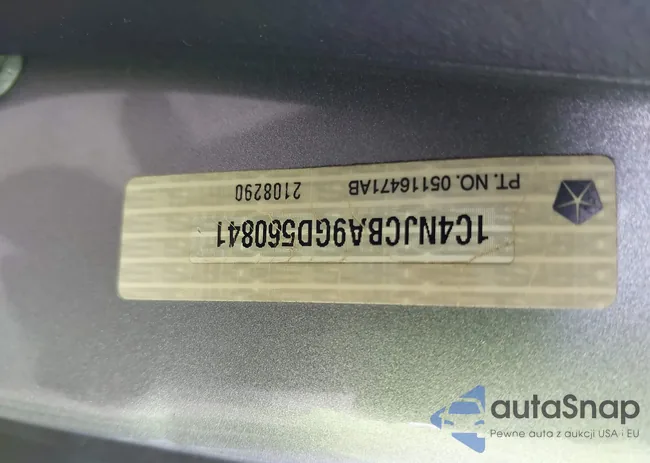 PT. NO. 05116471AB
2108290
1C4NJCBA9GD560841
autaSnap
Pewne auta z aukcji USA i EU